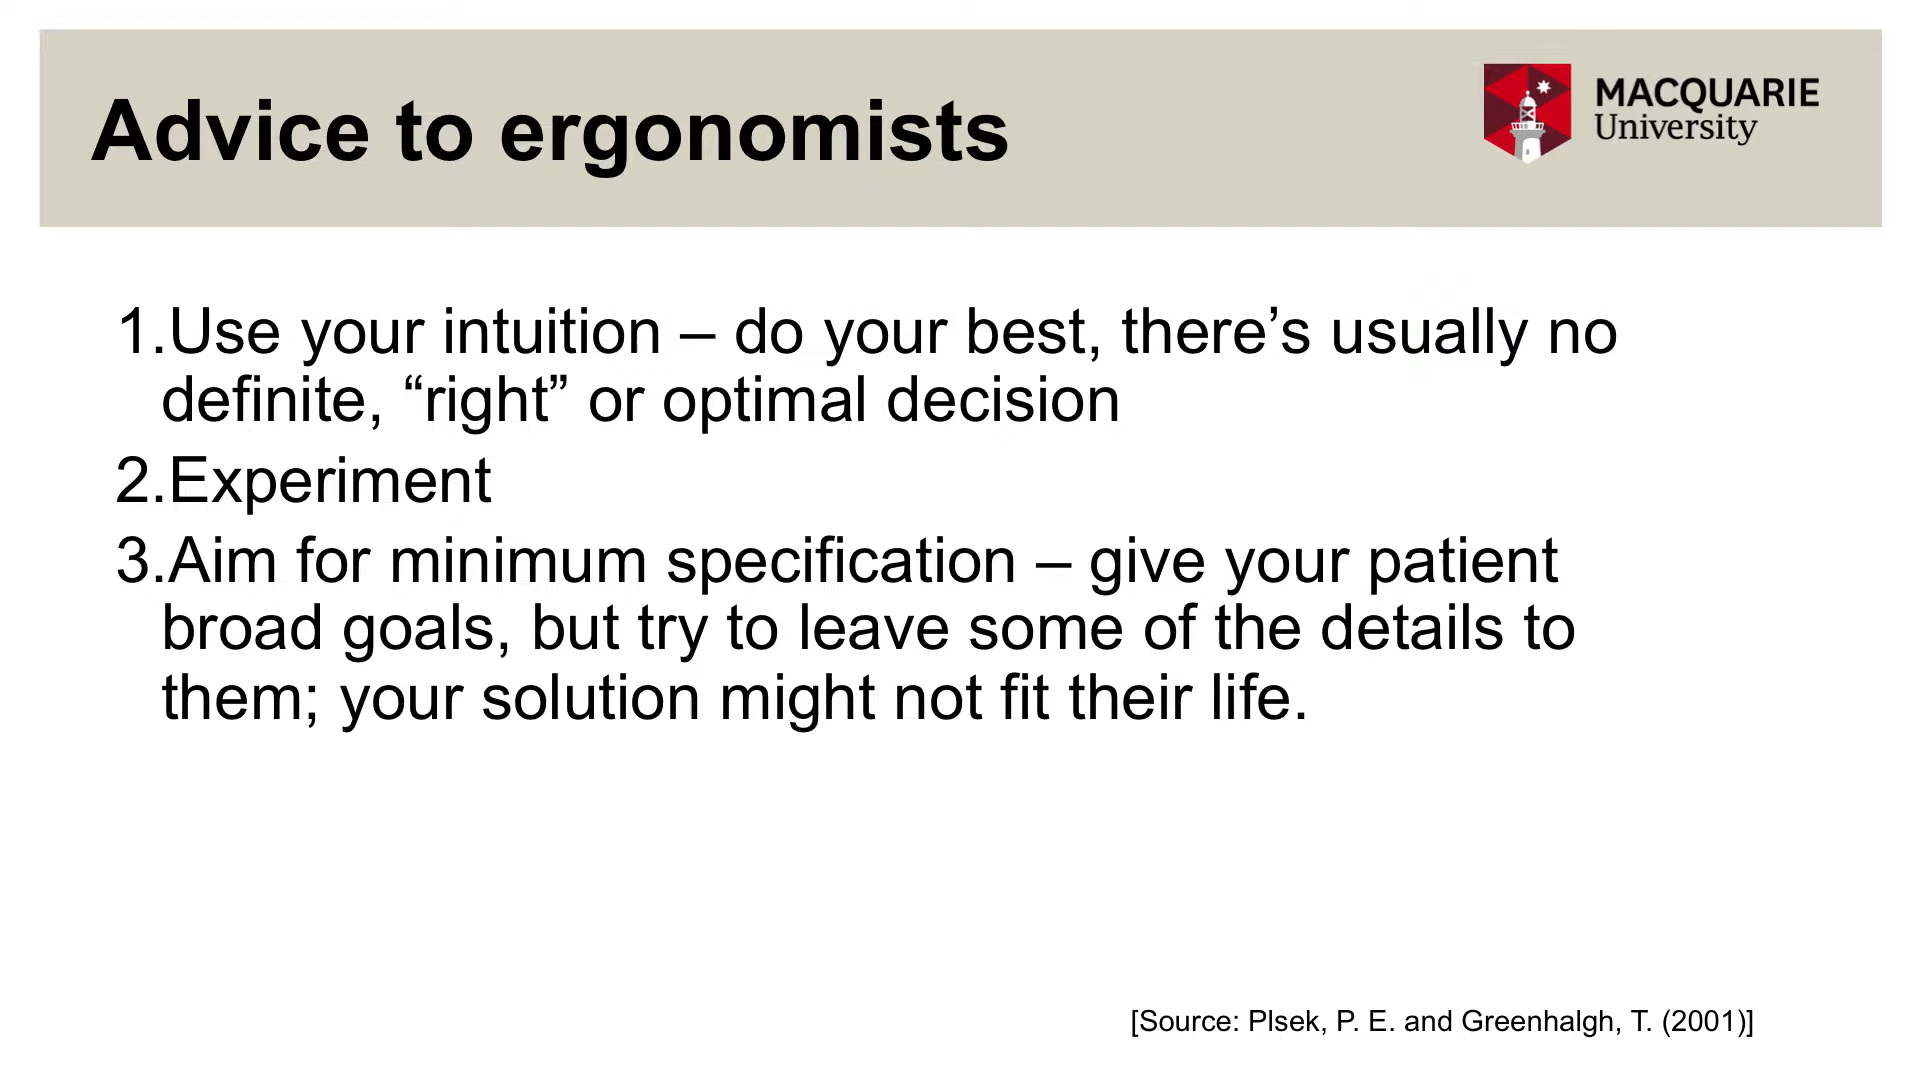 Advice to ergonomists
MACQUARIE
University
1.Use your intuition – do your best, there’s usually no
definite, “right” or optimal decision
2.Experiment
3.Aim for minimum specification – give your patient
broad goals, but try to leave some of the details to
them; your solution might not fit their life.
[Source: Plsek, P. E. and Greenhalgh, T. (2001)]